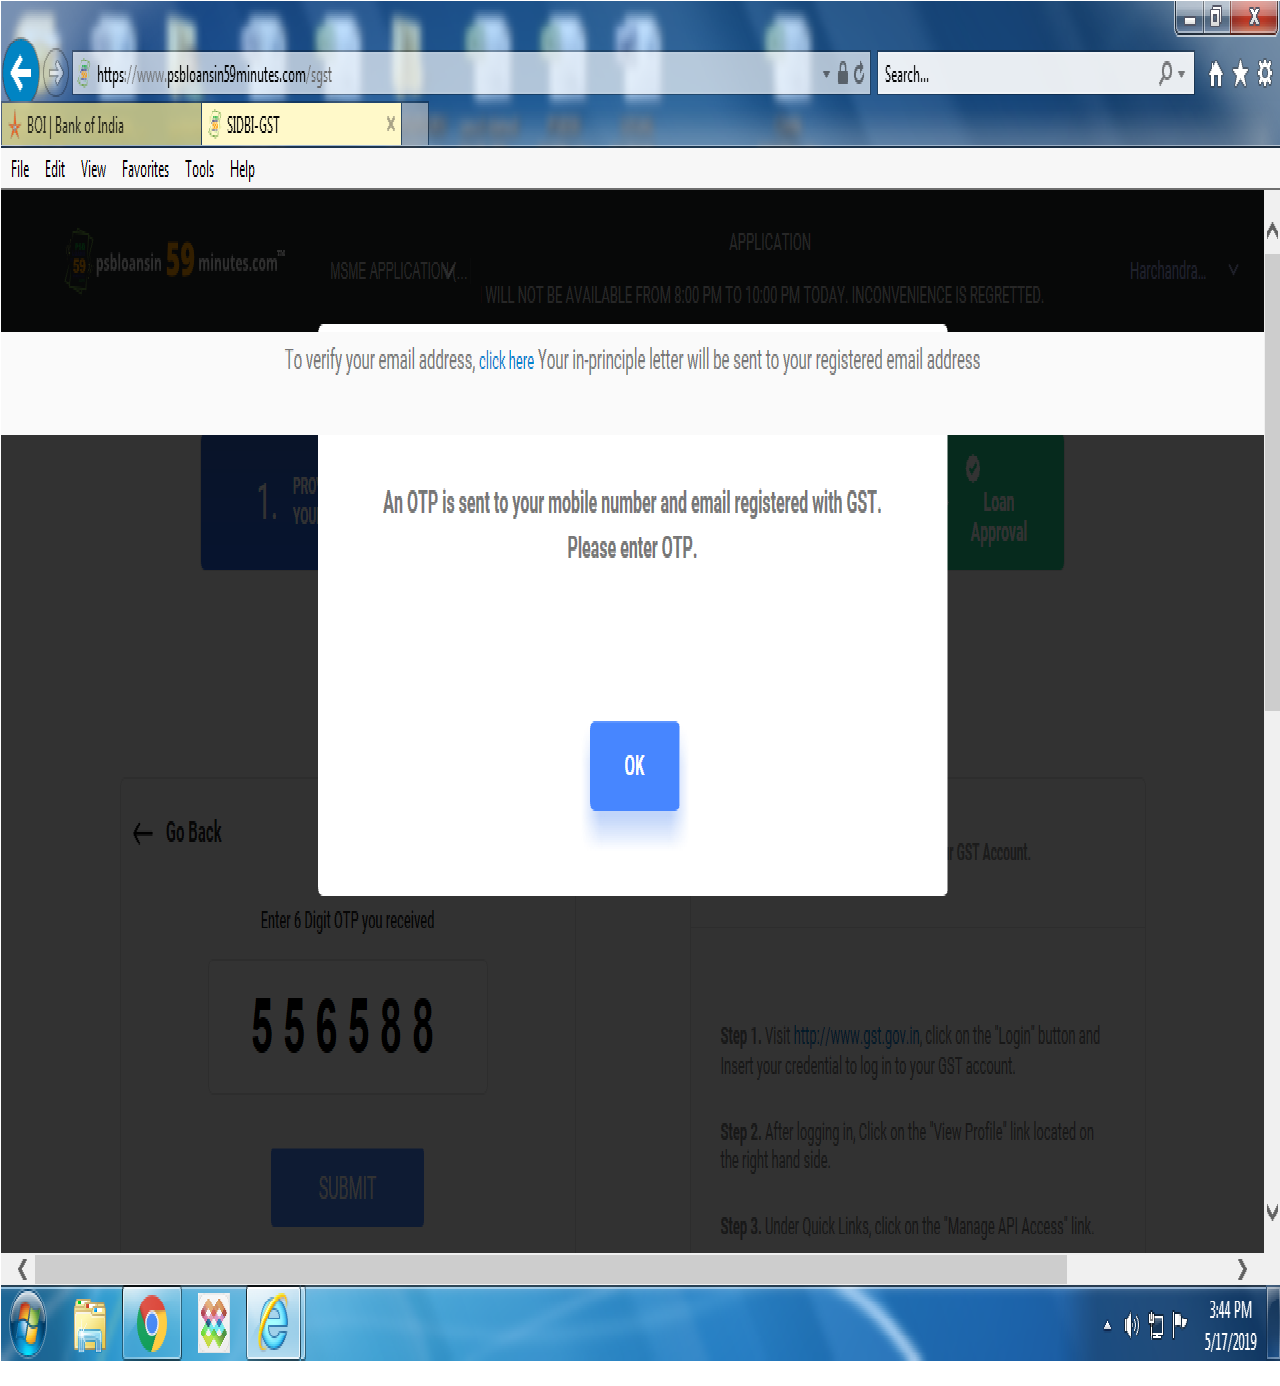 https://www.psbloansin59minutes.com/sgst
Search...
BOI | Bank of India
SIDBI-GST
File Edit View Favorites Tools Help
APPLICATION
psbloansin 59 minutes.com™
MSME APPLICATION...
Harchandra...
WILL NOT BE AVAILABLE FROM 8:00 PM TO 10:00 PM TODAY. INCONVENIENCE IS REGRETTED.
To verify your email address, click here Your in-principle letter will be sent to your registered email address
1. PRO
YOU
Loan
Approval
An OTP is sent to your mobile number and email registered with GST.
Please enter OTP.
OK
Go Back
GST Account.
Enter 6 Digit OTP you received
556588
SUBMIT
Step 1. Visit http://www.gst.gov.in, click on the "Login" button and
Insert your credential to log in to your GST account.
Step 2. After logging in, Click on the "View Profile" link located on
the right hand side.
Step 3. Under Quick Links, click on the "Manage API Access" link.
3:44 PM
5/17/2019